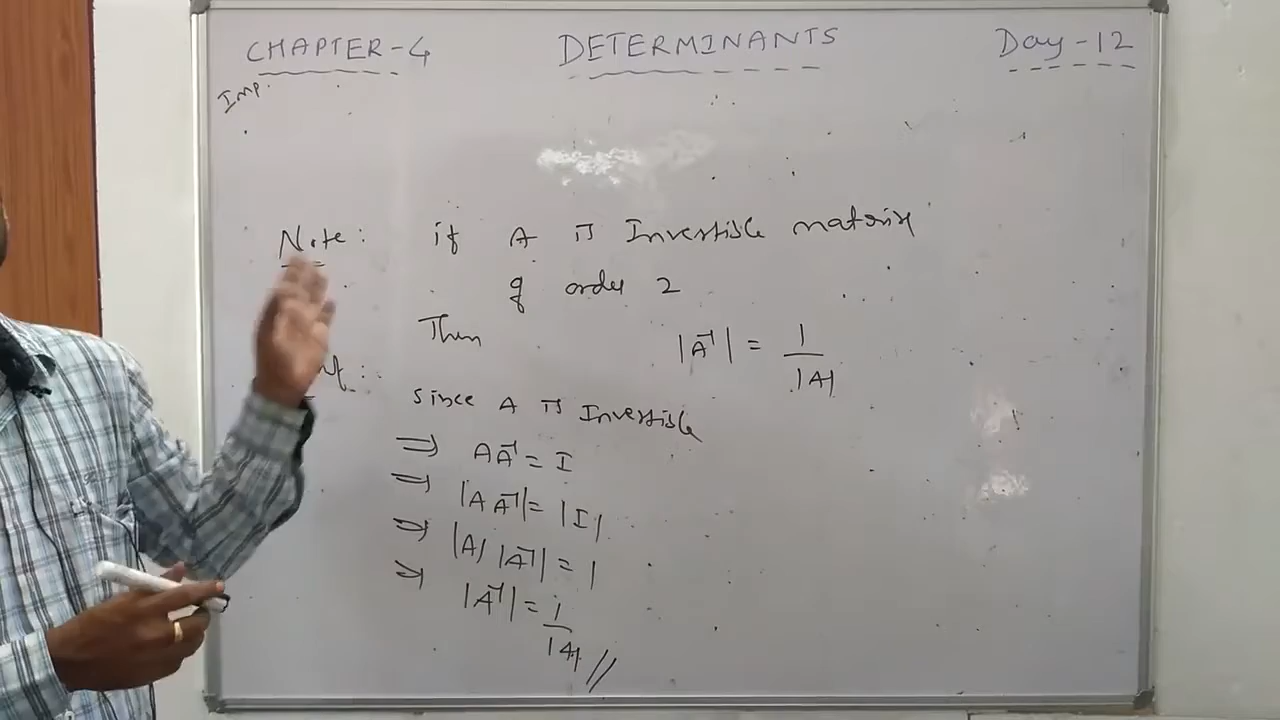 CHAPTER-4 DETERMINANTS Day-12
Imp.
Note: if A is Invertible matrix
of order 2
Then |A⁻¹| = 1/|A|
since A is Invertible
⇒ AA⁻¹ = I
⇒ |A A⁻¹| = |I|
⇒ |A| |A⁻¹| = 1
⇒ |A⁻¹| = 1/|A| //